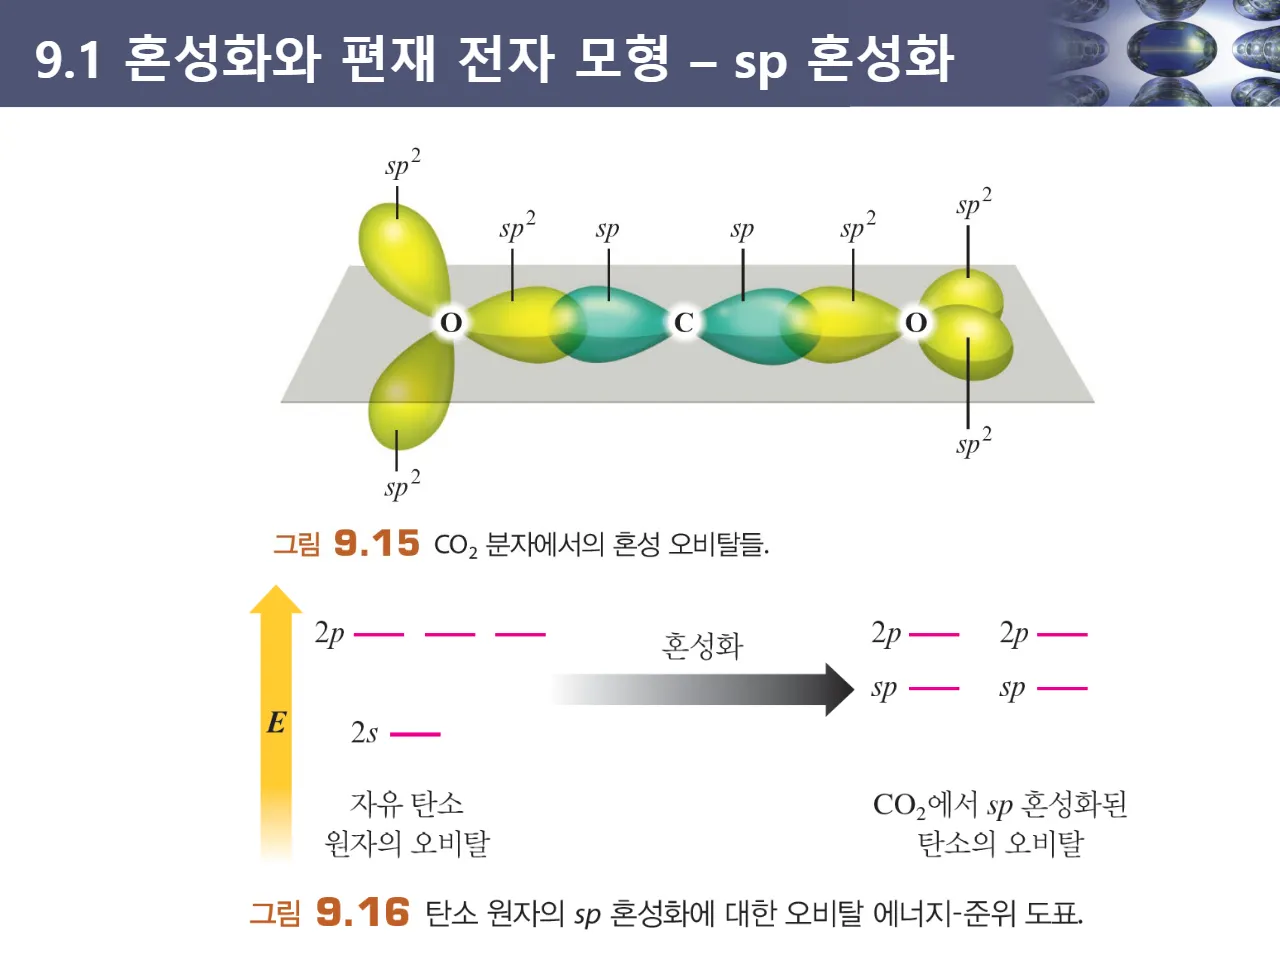 9.1 혼성화와 편재 전자 모형 – sp 혼성화
sp²
sp²
sp² sp sp sp²
O C O
sp²
sp²
그림 9.15 CO₂ 분자에서의 혼성 오비탈들.
2p
혼성화
2p 2p
sp sp
E
2s
자유 탄소
원자의 오비탈
CO₂에서 sp 혼성화된
탄소의 오비탈
그림 9.16 탄소 원자의 sp 혼성화에 대한 오비탈 에너지-준위 도표.